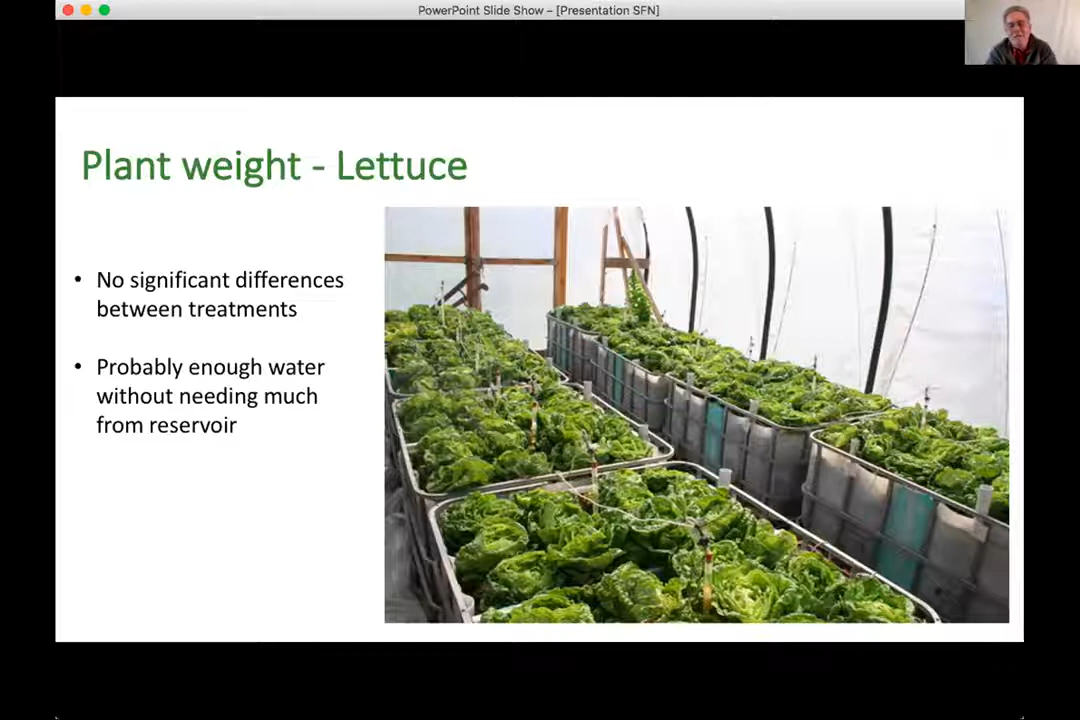 PowerPoint Slide Show – [Presentation SFN]
Plant weight - Lettuce
• No significant differences
between treatments
• Probably enough water
without needing much
from reservoir